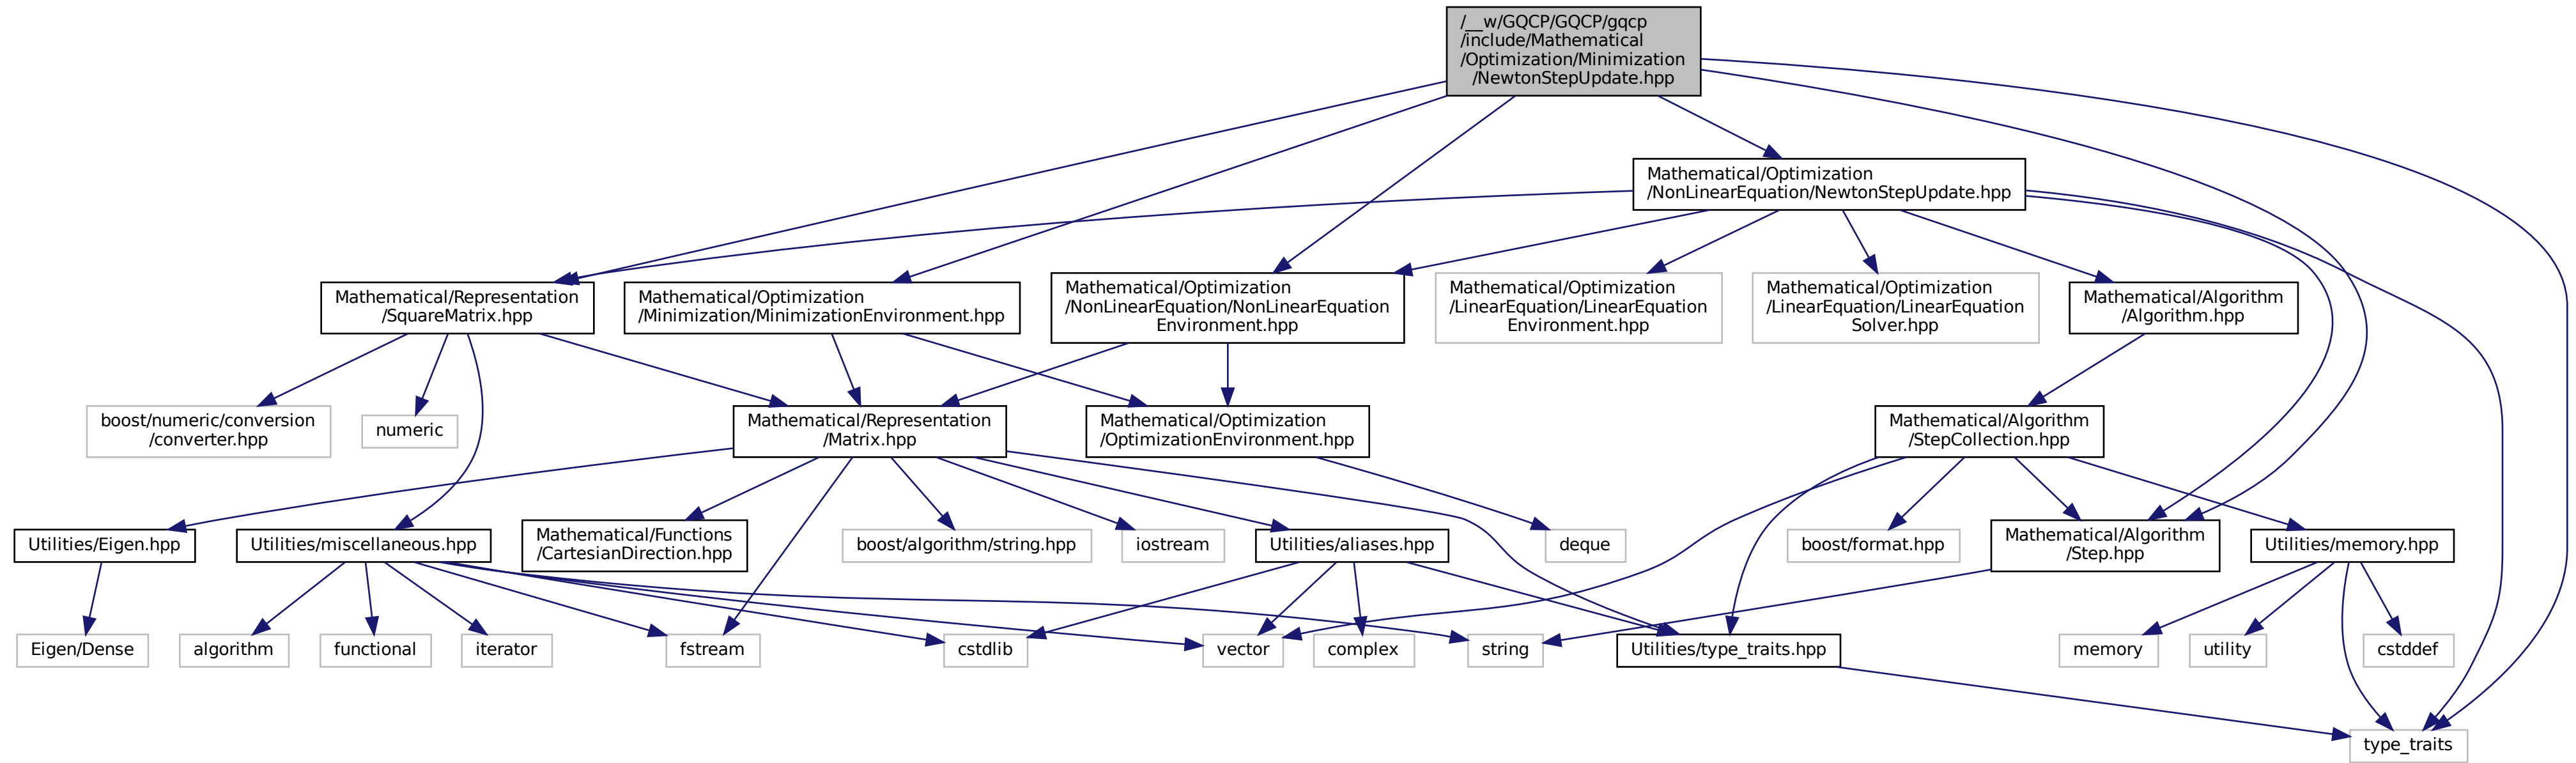 /__w/GQCP/GQCP/gqcp
/include/Mathematical
/Optimization/Minimization
/NewtonStepUpdate.hpp
Mathematical/Optimization
/NonLinearEquation/NewtonStepUpdate.hpp
Mathematical/Representation
/SquareMatrix.hpp
Mathematical/Optimization
/Minimization/MinimizationEnvironment.hpp
Mathematical/Optimization
/NonLinearEquation/NonLinearEquation
Environment.hpp
Mathematical/Optimization
/LinearEquation/LinearEquation
Environment.hpp
Mathematical/Optimization
/LinearEquation/LinearEquation
Solver.hpp
Mathematical/Algorithm
/Algorithm.hpp
boost/numeric/conversion
/converter.hpp
numeric
Mathematical/Representation
/Matrix.hpp
Mathematical/Optimization
/OptimizationEnvironment.hpp
Mathematical/Algorithm
/StepCollection.hpp
Utilities/Eigen.hpp
Utilities/miscellaneous.hpp
Mathematical/Functions
/CartesianDirection.hpp
boost/algorithm/string.hpp
iostream
Utilities/aliases.hpp
deque
boost/format.hpp
Mathematical/Algorithm
/Step.hpp
Utilities/memory.hpp
Eigen/Dense
algorithm
functional
iterator
fstream
cstdlib
vector
complex
string
Utilities/type_traits.hpp
memory
utility
cstddef
type_traits